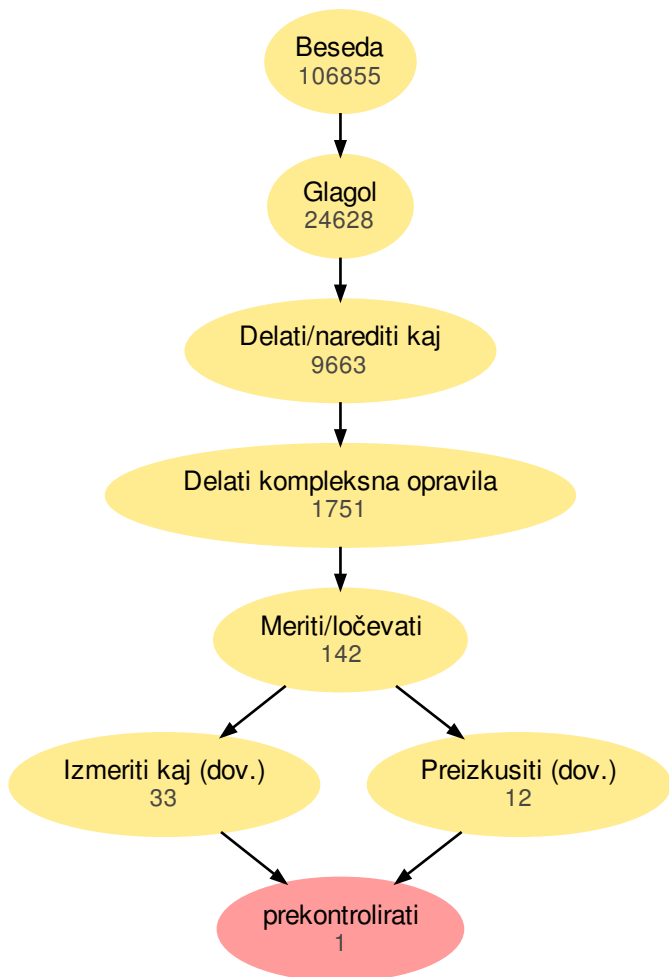 Beseda
106855
Glagol
24628
Delati/narediti kaj
9663
Delati kompleksna opravila
1751
Meriti/ločevati
142
Izmeriti kaj (dov.)
33
Preizkusiti (dov.)
12
prekontrolirati
1